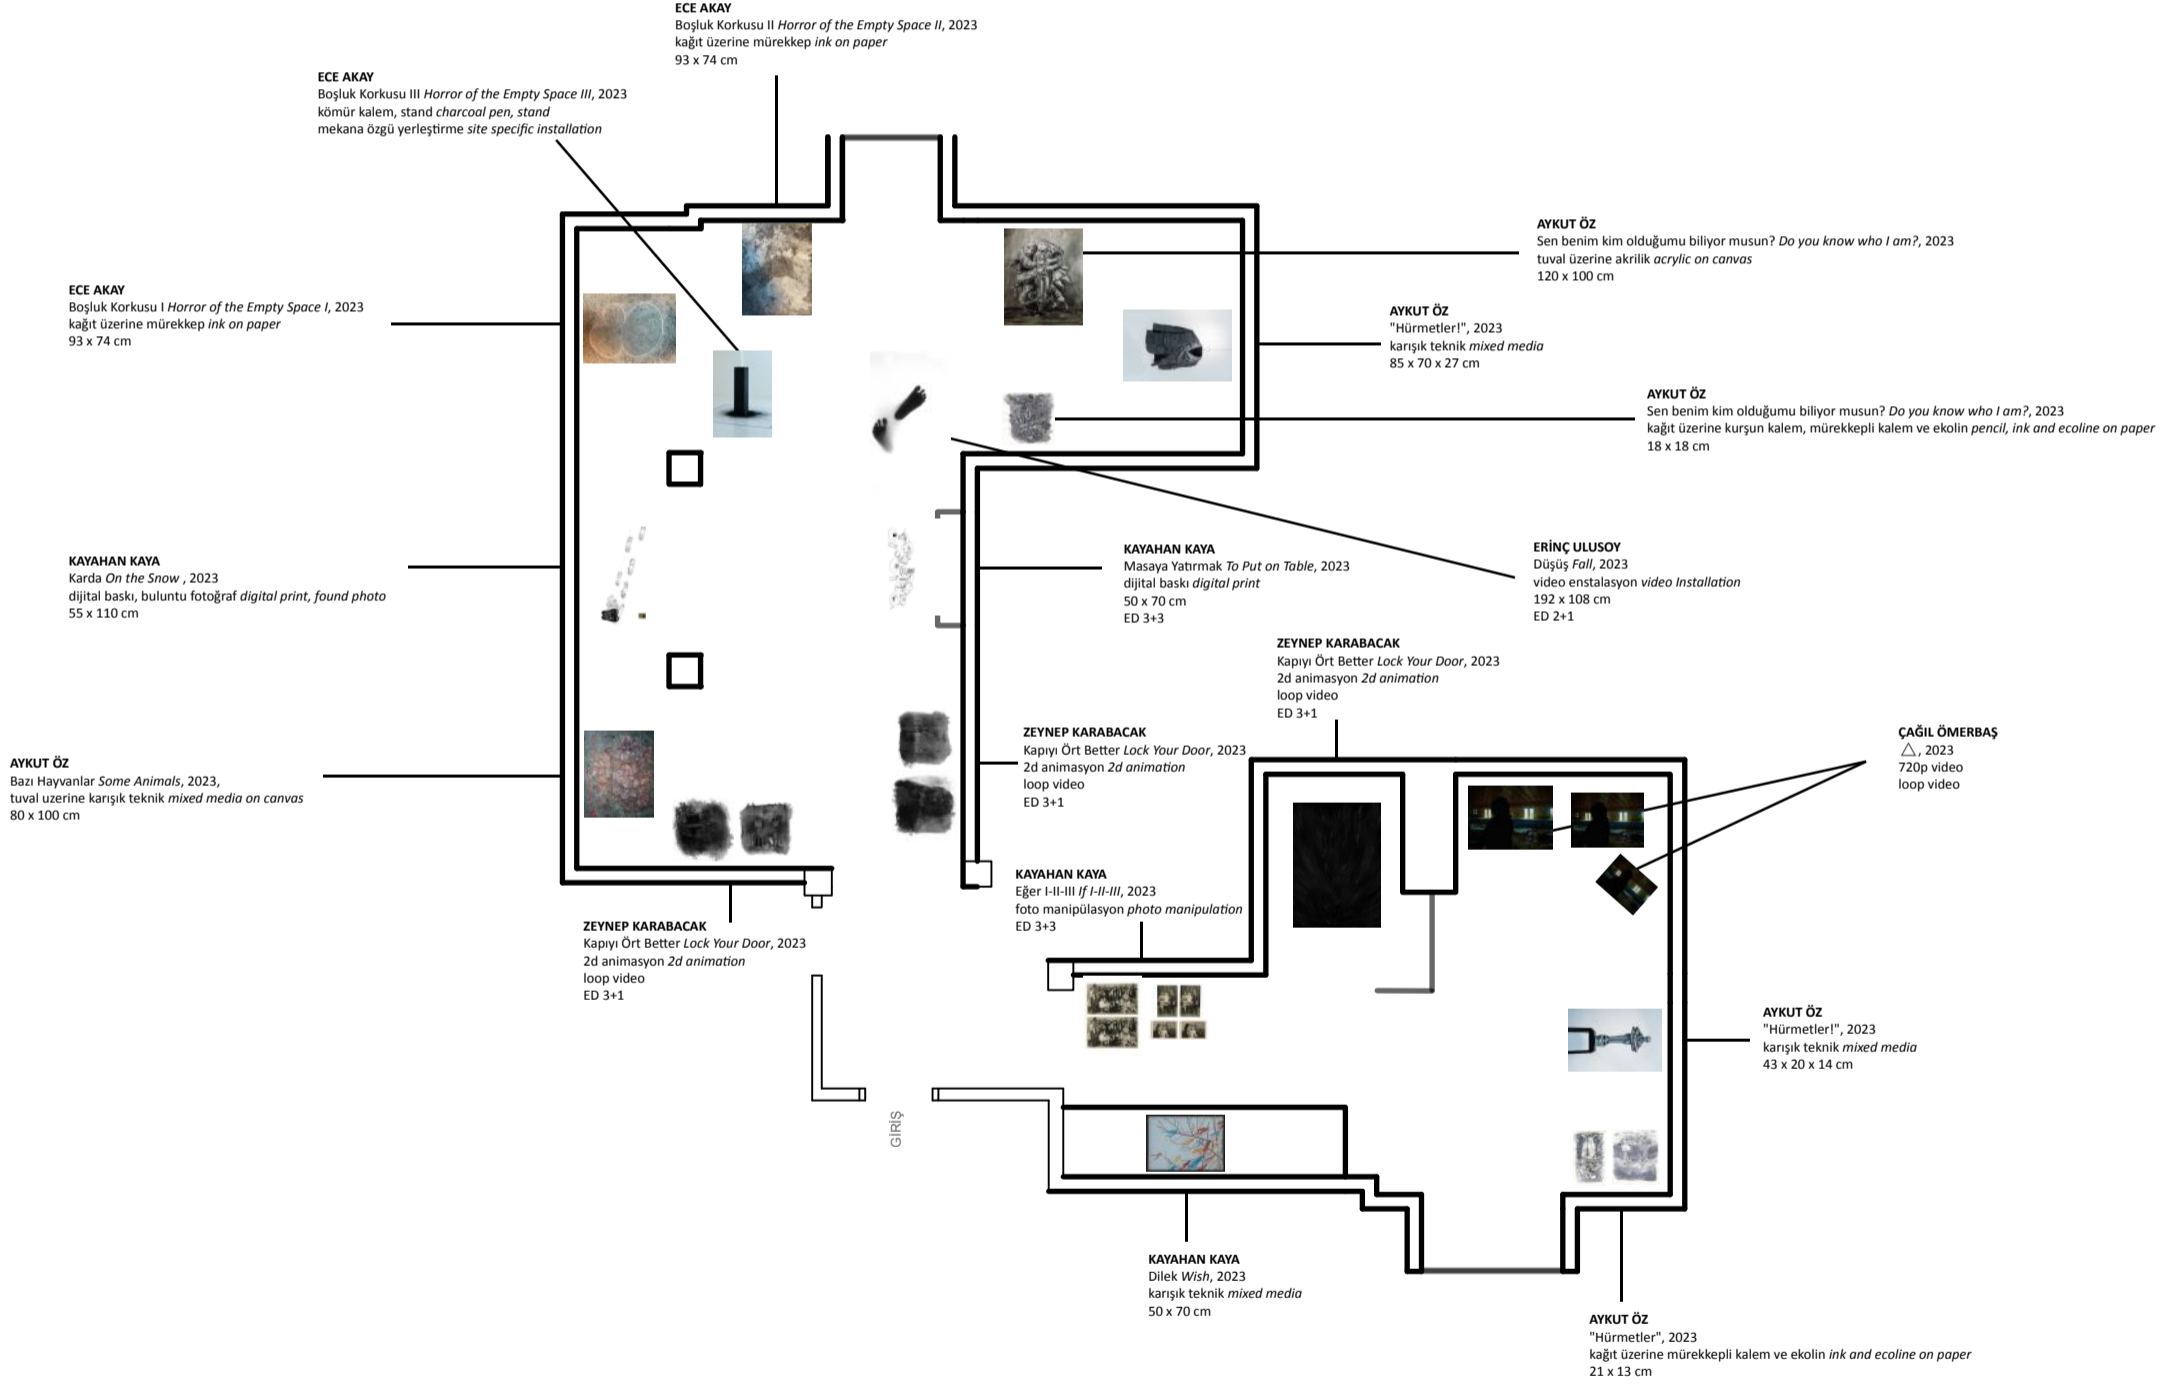 ECE AKAY
Boşluk Korkusu II Horror of the Empty Space II, 2023
kağıt üzerine mürekkep ink on paper
93 x 74 cm
ECE AKAY
Boşluk Korkusu III Horror of the Empty Space III, 2023
kömür kalem, stand charcoal pen, stand
mekana özgü yerleştirme site specific installation
AYKUT ÖZ
Sen benim kim olduğumu biliyor musun? Do you know who I am?, 2023
tuval üzerine akrilik acrylic on canvas
120 x 100 cm
ECE AKAY
Boşluk Korkusu I Horror of the Empty Space I, 2023
kağıt üzerine mürekkep ink on paper
93 x 74 cm
AYKUT ÖZ
"Hürmetler!", 2023
karışık teknik mixed media
85 x 70 x 27 cm
AYKUT ÖZ
Sen benim kim olduğumu biliyor musun? Do you know who I am?, 2023
kağıt üzerine kurşun kalem, mürekkepli kalem ve ekolin pencil, ink and ecoline on paper
18 x 18 cm
KAYAHAN KAYA
Karda On the Snow , 2023
dijital baskı, buluntu fotoğraf digital print, found photo
55 x 110 cm
KAYAHAN KAYA
Masaya Yatırmak To Put on Table, 2023
dijital baskı digital print
50 x 70 cm
ED 3+3
ERİNÇ ULUSOY
Düşüş Fall, 2023
video enstalasyon video Installation
192 x 108 cm
ED 2+1
ZEYNEP KARABACAK
Kapıyı Ört Better Lock Your Door, 2023
2d animasyon 2d animation
loop video
ED 3+1
ZEYNEP KARABACAK
Kapıyı Ört Better Lock Your Door, 2023
2d animasyon 2d animation
loop video
ED 3+1
ÇAĞIL ÖMERBAŞ
△, 2023
720p video
loop video
AYKUT ÖZ
Bazı Hayvanlar Some Animals, 2023,
tuval uzerine karışık teknik mixed media on canvas
80 x 100 cm
KAYAHAN KAYA
Eğer I-II-III If I-II-III, 2023
foto manipülasyon photo manipulation
ED 3+3
ZEYNEP KARABACAK
Kapıyı Ört Better Lock Your Door, 2023
2d animasyon 2d animation
loop video
ED 3+1
AYKUT ÖZ
"Hürmetler!", 2023
karışık teknik mixed media
43 x 20 x 14 cm
GİRİŞ
KAYAHAN KAYA
Dilek Wish, 2023
karışık teknik mixed media
50 x 70 cm
AYKUT ÖZ
"Hürmetler", 2023
kağıt üzerine mürekkepli kalem ve ekolin ink and ecoline on paper
21 x 13 cm